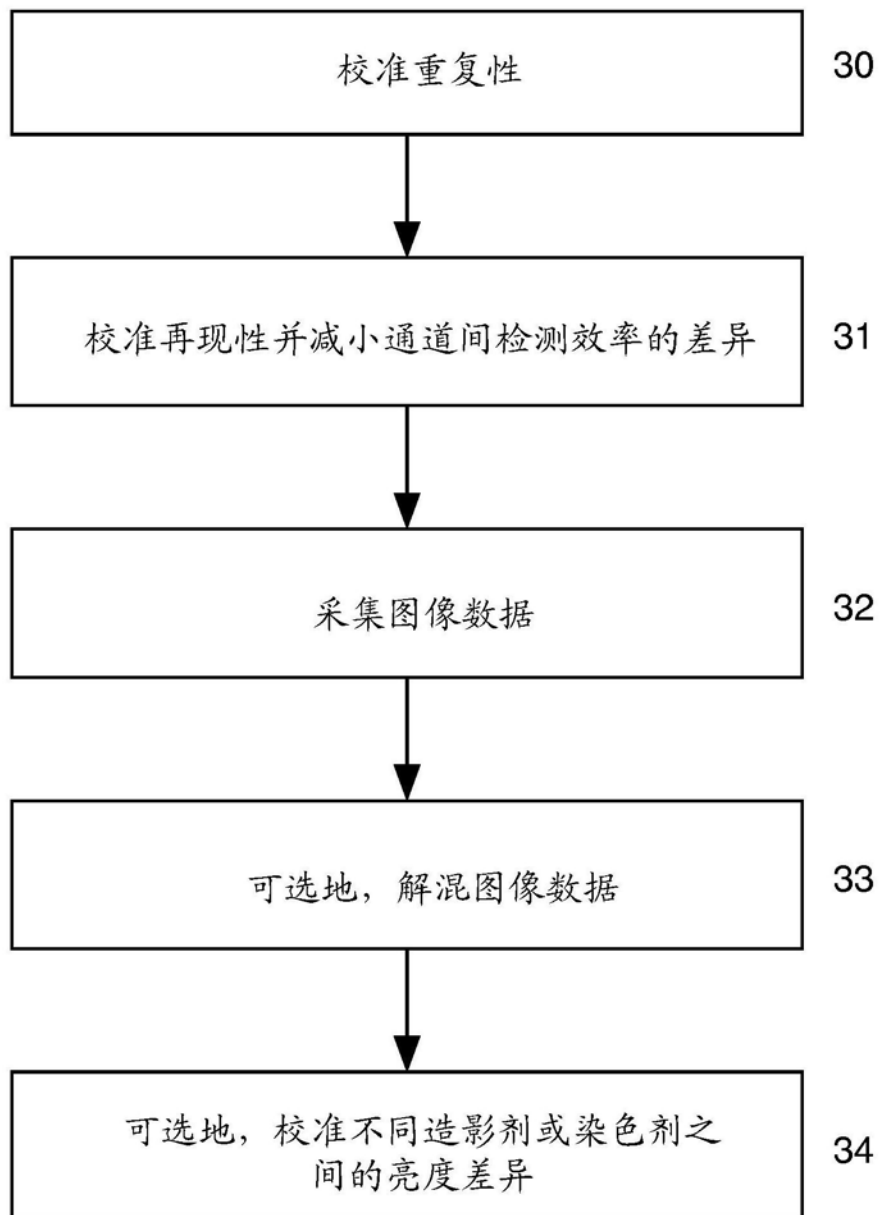 校准重复性
30
校准再现性并减小通道间检测效率的差异
31
采集图像数据
32
可选地，解混图像数据
33
可选地，校准不同造影剂或染色剂之
间的亮度差异
34